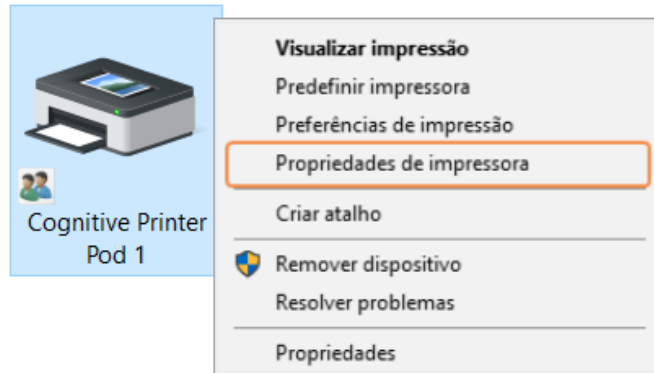 Visualizar impressão
Predefinir impressora
Preferências de impressão
Propriedades de impressora
Criar atalho
Remover dispositivo
Resolver problemas
Propriedades
Cognitive Printer
Pod 1